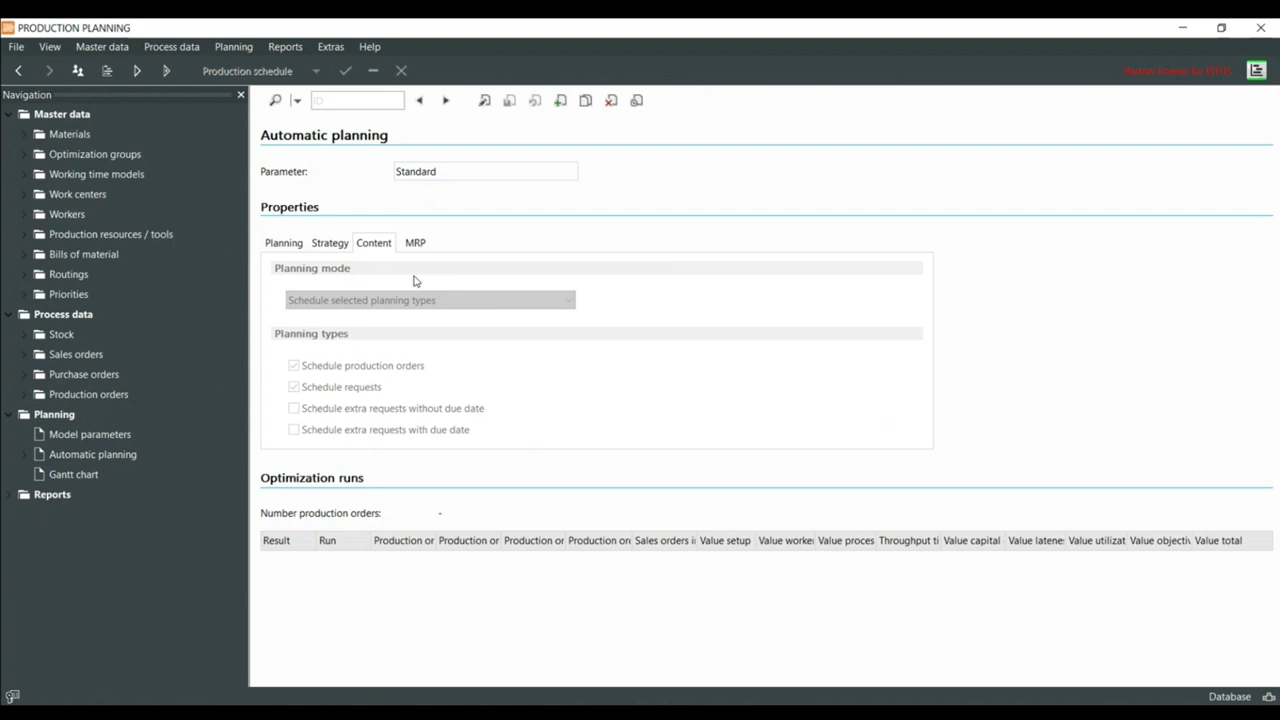 PRODUCTION PLANNING
File View Master data Process data Planning Reports Extras Help
Production schedule
Partner license for ISTOS
Navigation
Master data
Materials
Optimization groups
Working time models
Work centers
Workers
Production resources / tools
Bills of material
Routings
Priorities
Process data
Stock
Sales orders
Purchase orders
Production orders
Planning
Model parameters
Automatic planning
Gantt chart
Reports
ID
Automatic planning
Parameter: Standard
Properties
Planning Strategy Content MRP
Planning mode
Schedule selected planning types
Planning types
Schedule production orders
Schedule requests
Schedule extra requests without due date
Schedule extra requests with due date
Optimization runs
Number production orders: -
Result Run Production or Production or Production or Production or Sales orders i Value setup Value worke Value proces Throughput ti Value capital Value latene Value utilizat Value objecti Value total
Database